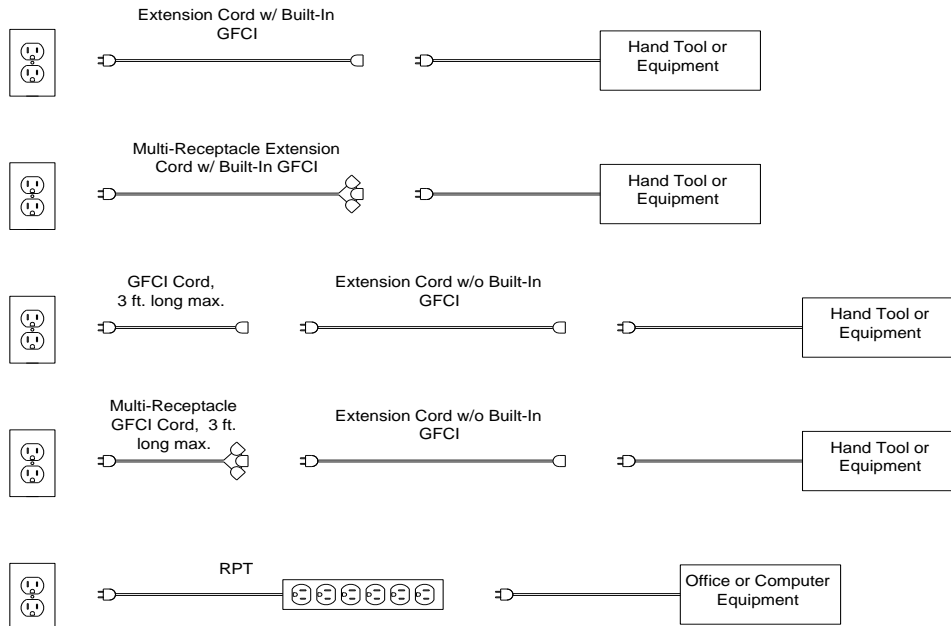 Extension Cord w/ Built-In
GFCI
Hand Tool or
Equipment
Multi-Receptacle Extension
Cord w/ Built-In GFCI
Hand Tool or
Equipment
GFCI Cord,
3 ft. long max.
Extension Cord w/o Built-In
GFCI
Hand Tool or
Equipment
Multi-Receptacle
GFCI Cord, 3 ft.
long max.
Extension Cord w/o Built-In
GFCI
Hand Tool or
Equipment
RPT
Office or Computer
Equipment